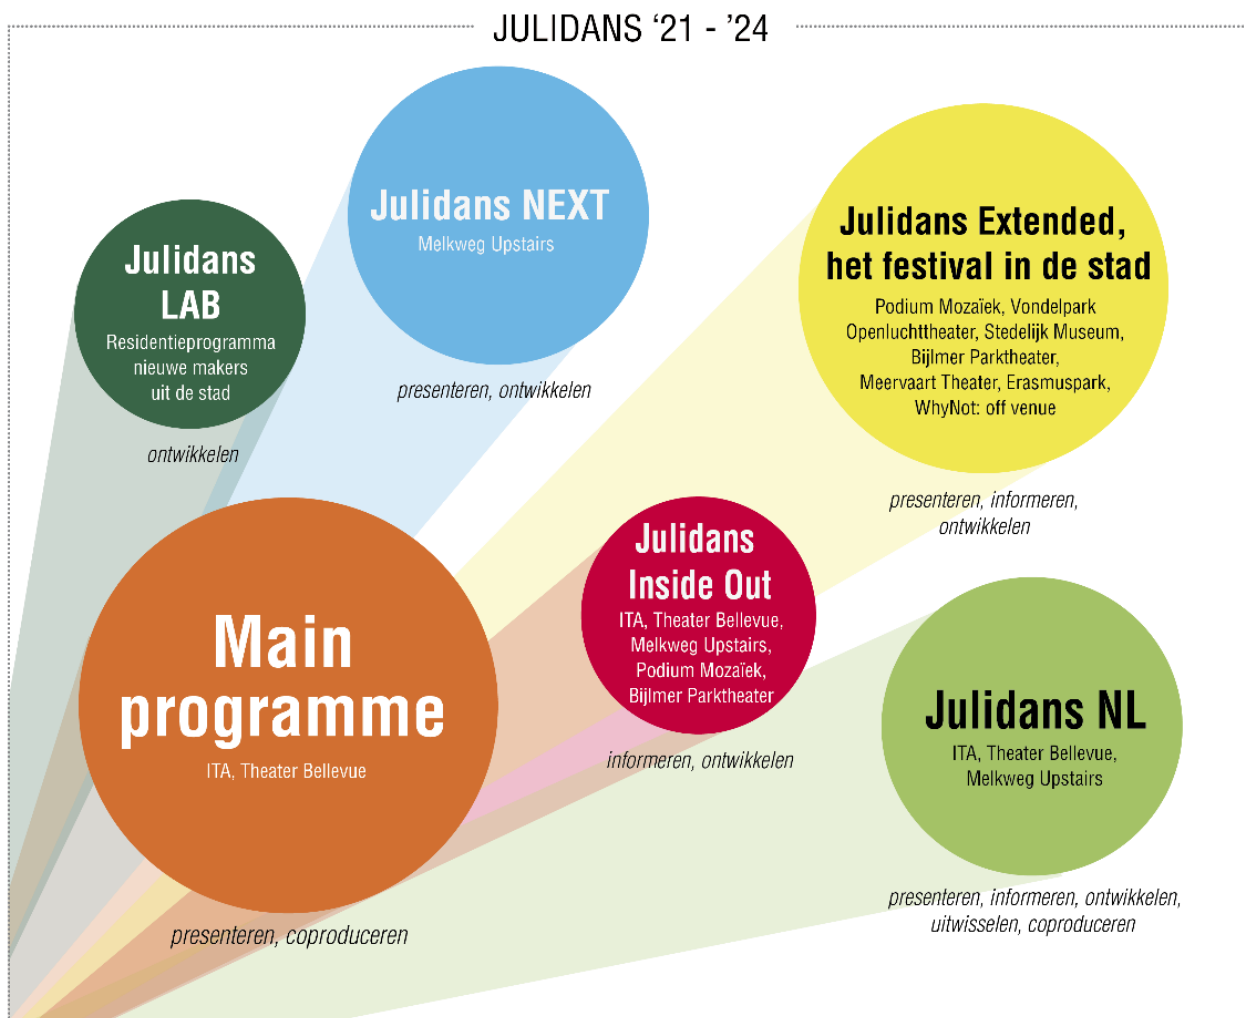 JULIDANS ‘21 - ’24
Julidans NEXT
Melkweg Upstairs
presenteren, ontwikkelen
Julidans
LAB
Residentieprogramma
nieuwe makers
uit de stad
ontwikkelen
Julidans Extended,
het festival in de stad
Podium Mozaïek, Vondelpark
Openluchttheater, Stedelijk Museum,
Bijlmer Parktheater,
Meervaart Theater, Erasmuspark,
WhyNot: off venue
presenteren, informeren,
ontwikkelen
Main
programme
ITA, Theater Bellevue
presenteren, coproduceren
Julidans
Inside Out
ITA, Theater Bellevue,
Melkweg Upstairs,
Podium Mozaïek,
Bijlmer Parktheater
informeren, ontwikkelen
Julidans NL
ITA, Theater Bellevue,
Melkweg Upstairs
presenteren, informeren, ontwikkelen,
uitwisselen, coproduceren